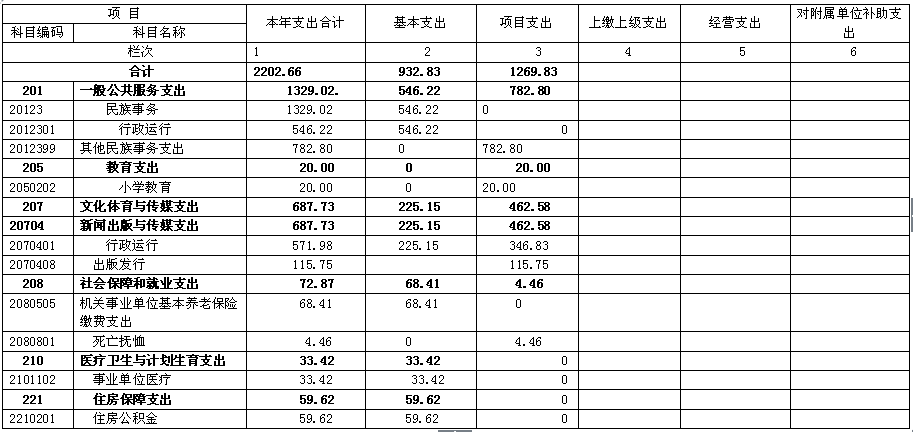 项 目 本年支出合计 基本支出 项目支出 上缴上级支出 经营支出 对附属单位补助支出
科目编码 科目名称
栏次 1 2 3 4 5 6
合计 2202.66 932.83 1269.83
201 一般公共服务支出 1329.02. 546.22 782.80
20123 民族事务 1329.02 546.22 0
2012301 行政运行 546.22 546.22 0
2012399 其他民族事务支出 782.80 0 782.80
205 教育支出 20.00 0 20.00
2050202 小学教育 20.00 0 20.00
207 文化体育与传媒支出 687.73 225.15 462.58
20704 新闻出版与传媒支出 687.73 225.15 462.58
2070401 行政运行 571.98 225.15 346.83
2070408 出版发行 115.75 115.75
208 社会保障和就业支出 72.87 68.41 4.46
2080505 机关事业单位基本养老保险缴费支出 68.41 68.41 0
2080801 死亡抚恤 4.46 0 4.46
210 医疗卫生与计划生育支出 33.42 33.42 0
2101102 事业单位医疗 33.42 33.42 0
221 住房保障支出 59.62 59.62 0
2210201 住房公积金 59.62 59.62 0